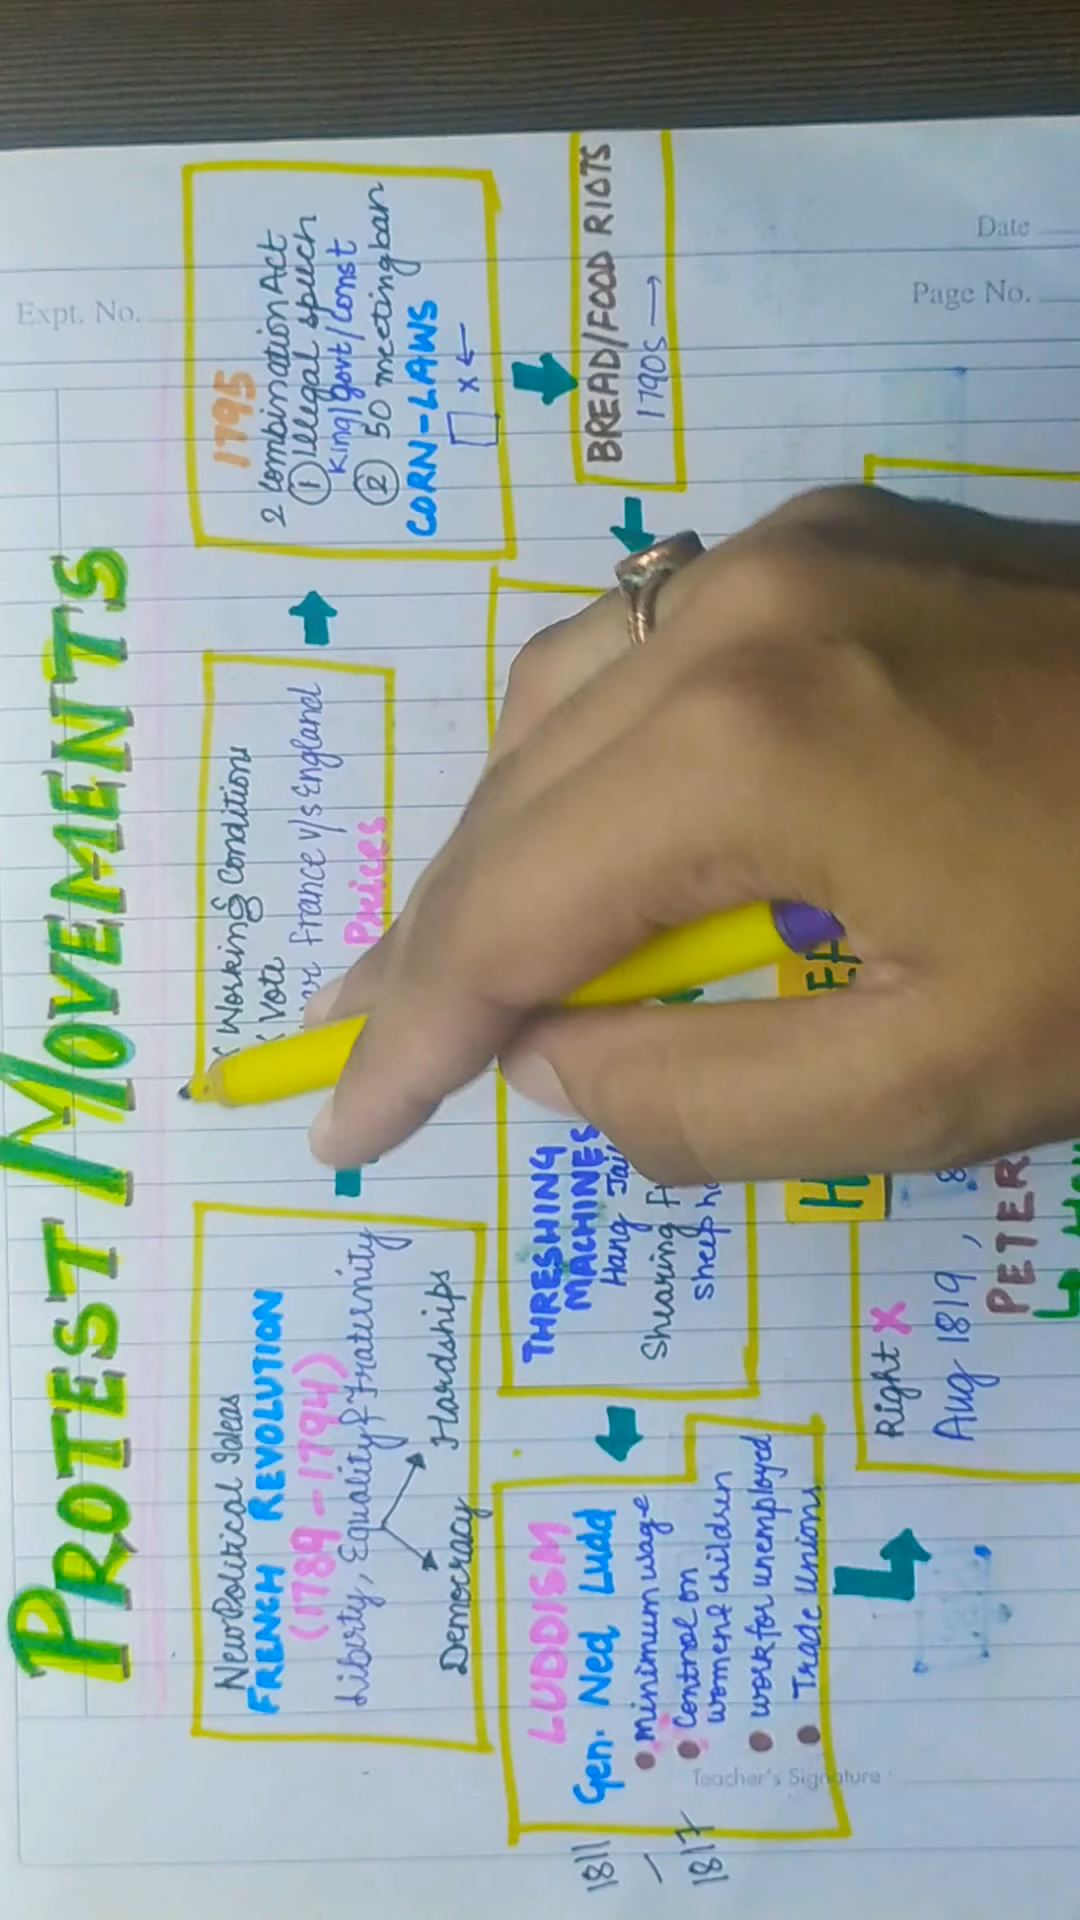 Expt. No.
Date
Page No.
PROTEST MOVEMENTS
New Political Ideas
FRENCH REVOLUTION
(1789-1794)
Liberty, Equality & Fraternity
Democracy Hardships
Working Conditions
Vote
France v/s England
Prices
1795
2 Combination Act
① Illegal speech
King/Govt/Const
② 50 meeting ban
CORN-LAWS
x ←
BREAD/FOOD RIOTS
1790s →
THRESHING
MACHINES
Hang Jail
Shearing
sheep
1811
–
1817
LUDDISM
Gen. Ned Ludd
• Minimum wage
• Control on
women & children
• work for unemployed
• Trade Unions
Teacher's Signature
Right X
Aug 1819,